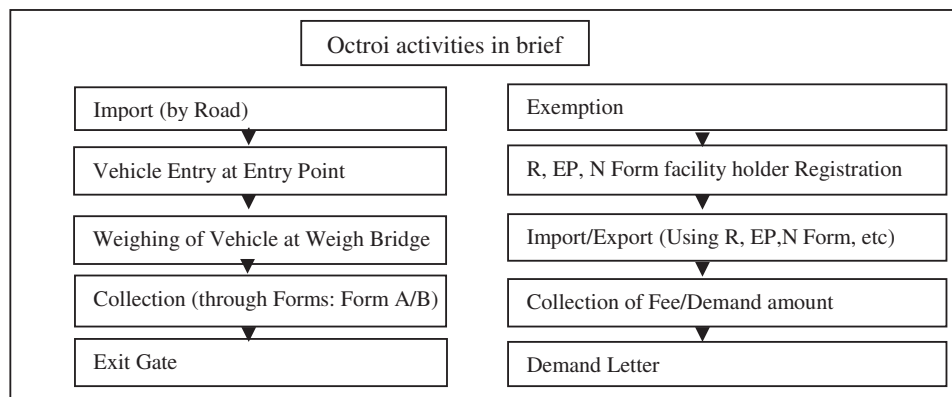 Octroi activities in brief
Import (by Road)
Vehicle Entry at Entry Point
Weighing of Vehicle at Weigh Bridge
Collection (through Forms: Form A/B)
Exit Gate
Exemption
R, EP, N Form facility holder Registration
Import/Export (Using R, EP,N Form, etc)
Collection of Fee/Demand amount
Demand Letter